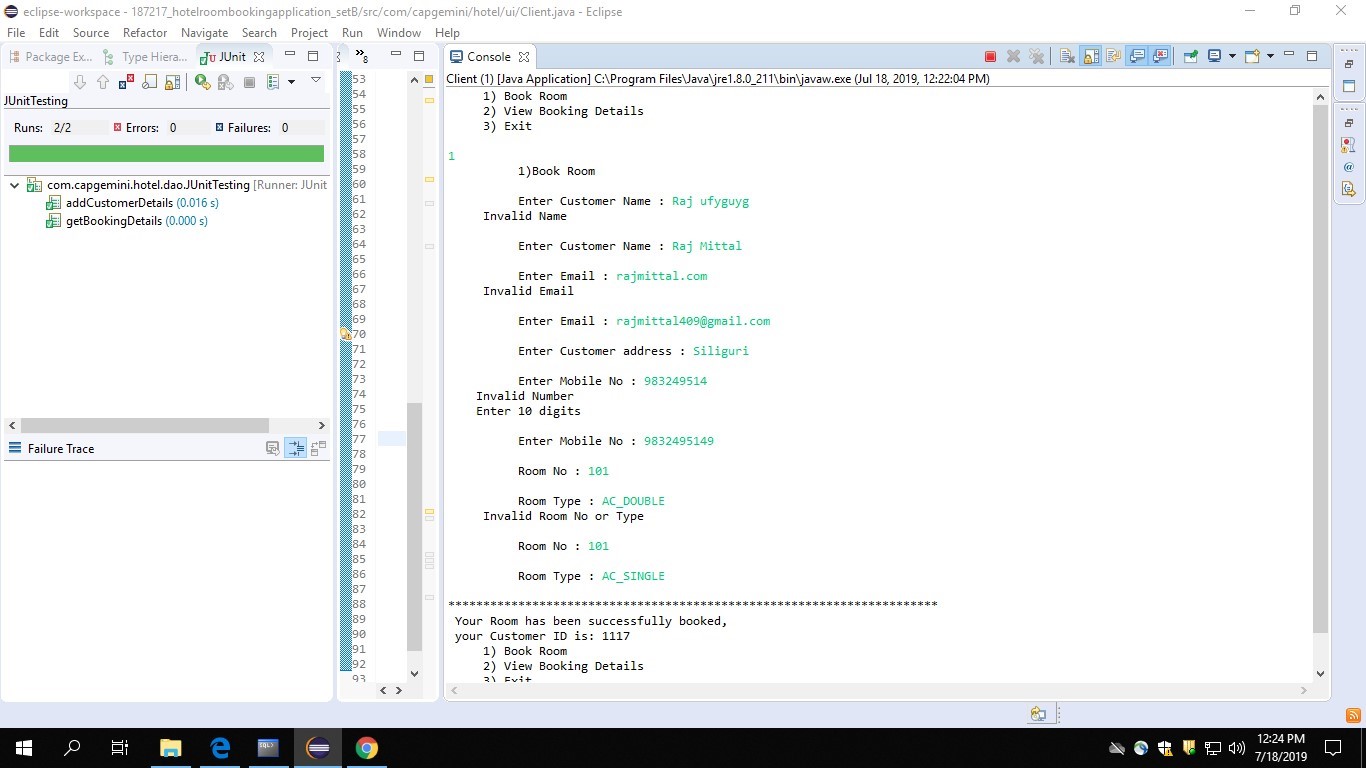 eclipse-workspace - 187217_hotelroombookingapplication_setB/src/com/capgemini/hotel/ui/Client.java - Eclipse
File Edit Source Refactor Navigate Search Project Run Window Help
Package Ex... Type Hiera... JUnit
JUnitTesting
Runs: 2/2 Errors: 0 Failures: 0
com.capgemini.hotel.dao.JUnitTesting [Runner: JUnit
addCustomerDetails (0.016 s)
getBookingDetails (0.000 s)
Failure Trace
8
53
54
55
56
57
58
59
60
61
62
63
64
65
66
67
68
69
70
71
72
73
74
75
76
77
78
79
80
81
82
83
84
85
86
87
88
89
90
91
92
93
Console
Client (1) [Java Application] C:\Program Files\Java\jre1.8.0_211\bin\javaw.exe (Jul 18, 2019, 12:22:04 PM)
1) Book Room
2) View Booking Details
3) Exit
1
1)Book Room
Enter Customer Name : Raj ufyguyg
Invalid Name
Enter Customer Name : Raj Mittal
Enter Email : rajmittal.com
Invalid Email
Enter Email : rajmittal409@gmail.com
Enter Customer address : Siliguri
Enter Mobile No : 983249514
Invalid Number
Enter 10 digits
Enter Mobile No : 9832495149
Room No : 101
Room Type : AC_DOUBLE
Invalid Room No or Type
Room No : 101
Room Type : AC_SINGLE
**********************************************************************
Your Room has been successfully booked,
your Customer ID is: 1117
1) Book Room
2) View Booking Details
3) Exit
12:24 PM
7/18/2019